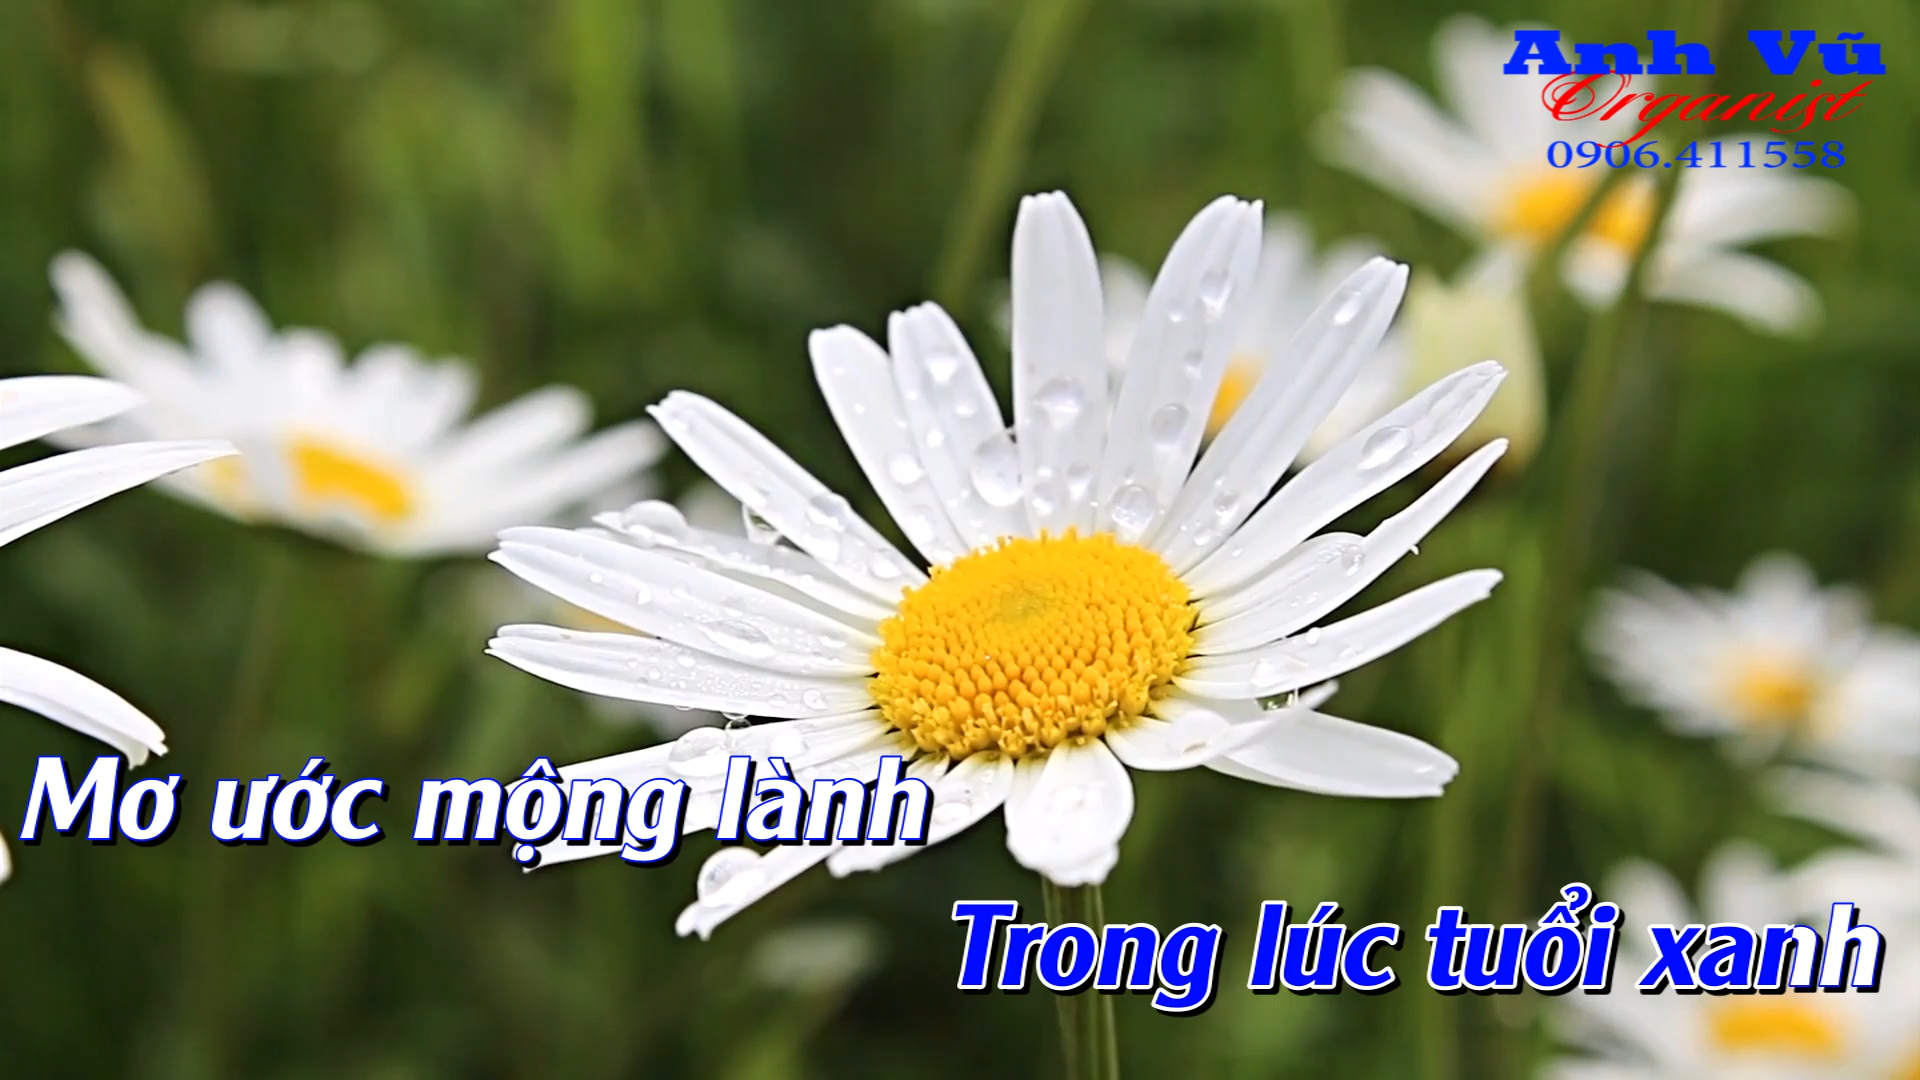 Anh Vũ
Organist
0906.411558
Mơ ước mộng lành
Trong lúc tuổi xanh